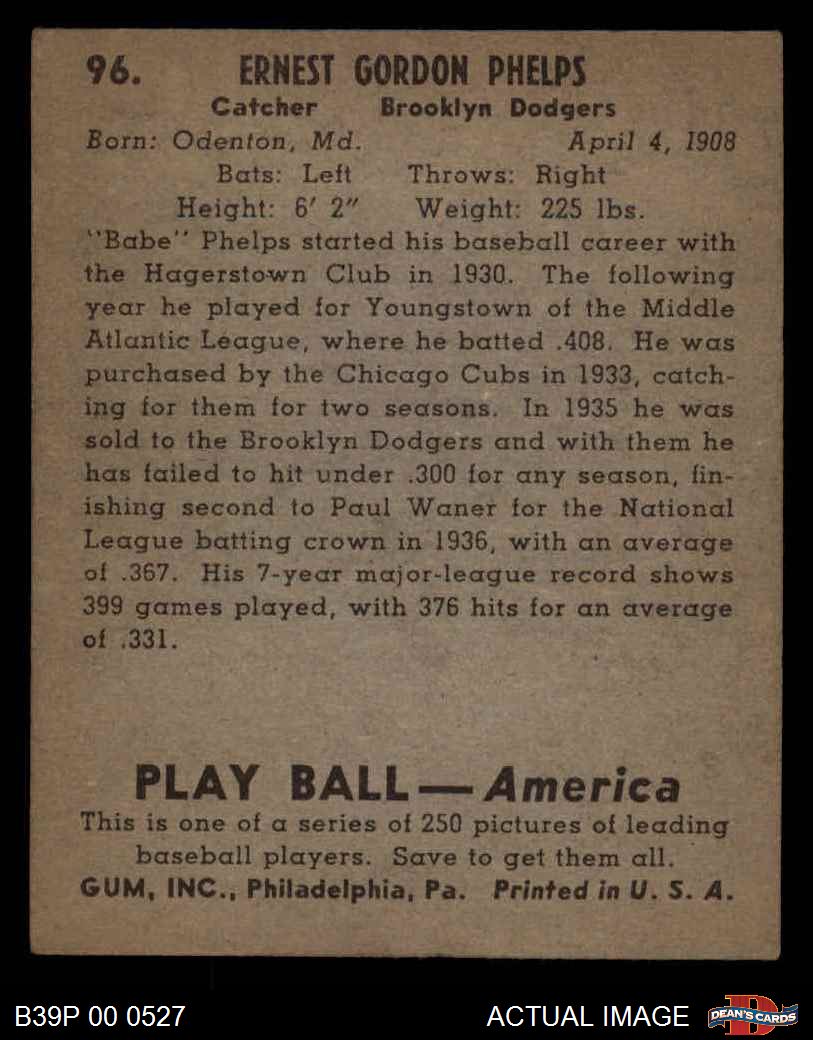 96. ERNEST GORDON PHELPS
Catcher Brooklyn Dodgers
Born: Odenton, Md. April 4, 1908
Bats: Left Throws: Right
Height: 6' 2" Weight: 225 lbs.
"Babe" Phelps started his baseball career with
the Hagerstown Club in 1930. The following
year he played for Youngstown of the Middle
Atlantic League, where he batted .408. He was
purchased by the Chicago Cubs in 1933, catch-
ing for them for two seasons. In 1935 he was
sold to the Brooklyn Dodgers and with them he
has failed to hit under .300 for any season, fin-
ishing second to Paul Waner for the National
League batting crown in 1936, with an average
of .367. His 7-year major-league record shows
399 games played, with 376 hits for an average
of .331.
PLAY BALL—America
This is one of a series of 250 pictures of leading
baseball players. Save to get them all.
GUM, INC., Philadelphia, Pa. Printed in U. S. A.
B39P 00 0527 ACTUAL IMAGE D DEAN'S CARDS